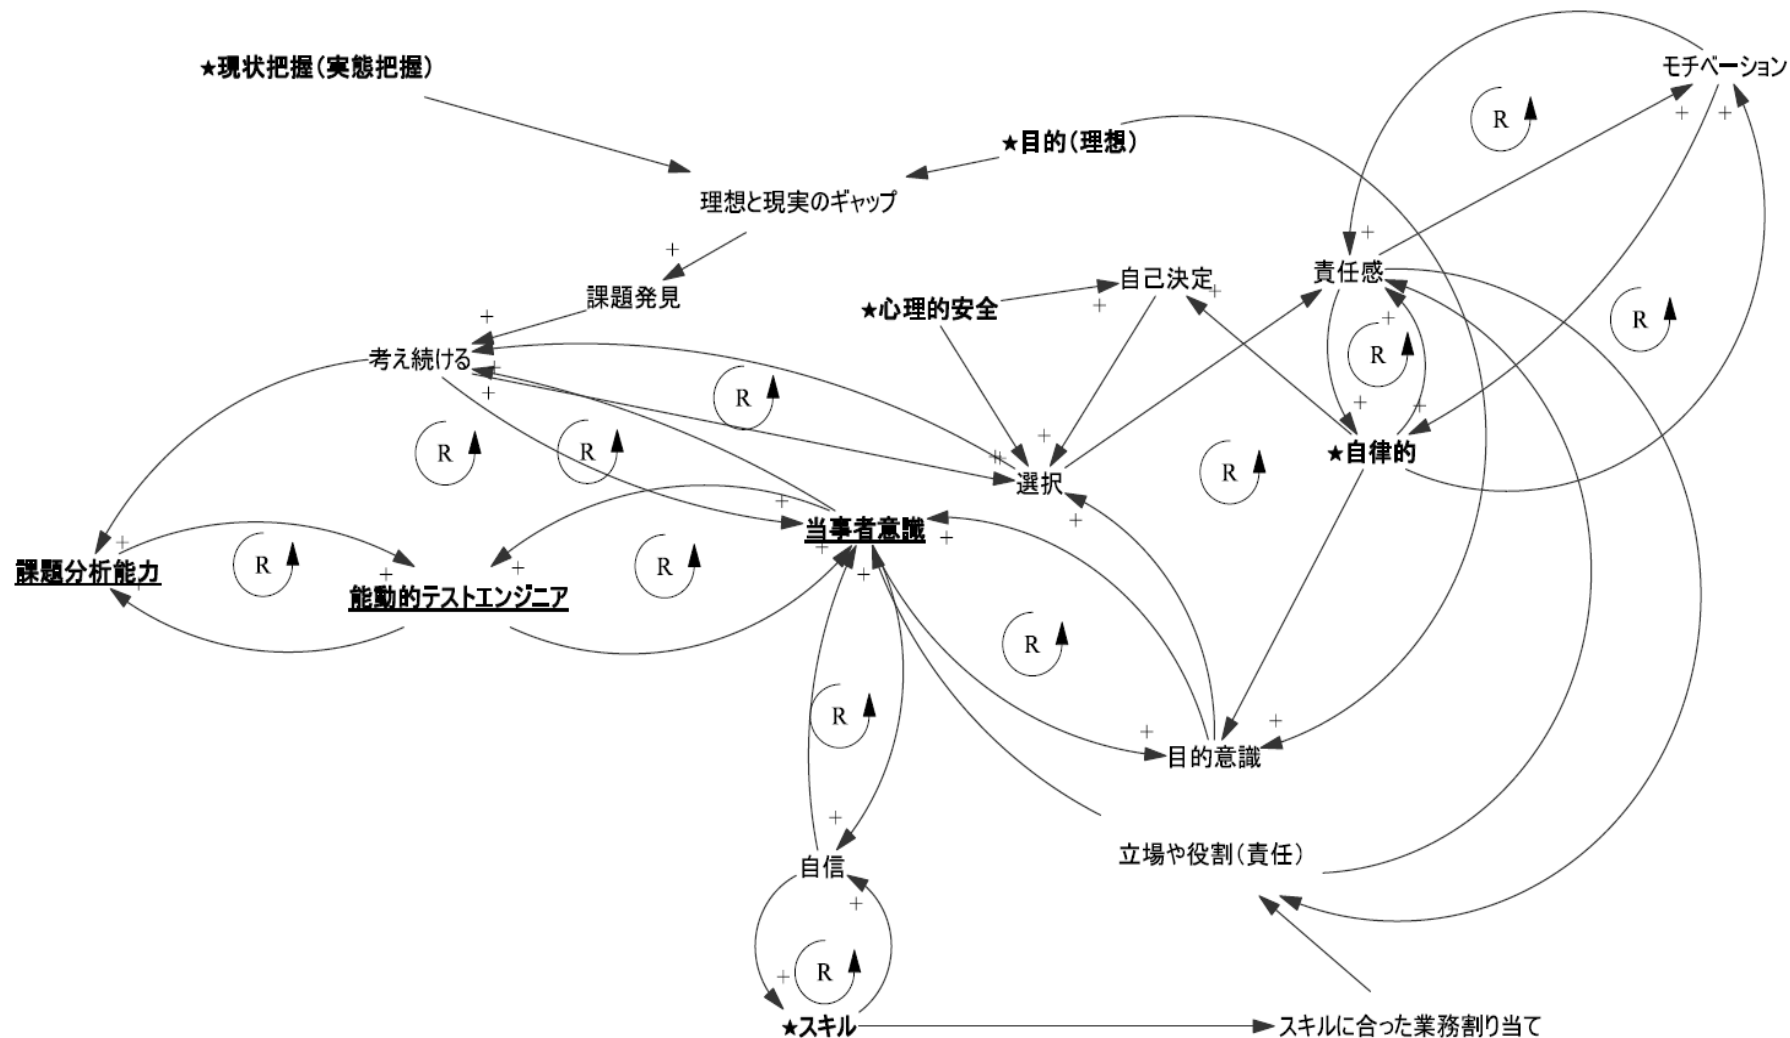 ★現状把握(実態把握)
モチベーション
R
★目的(理想)
理想と現実のギャップ
責任感
自己決定
課題発見
★心理的安全
R
R
考え続ける
R
R
R
★自律的
R
選択
当事者意識
R
R
課題分析能力
能動的テストエンジニア
R
R
目的意識
立場や役割(責任)
自信
R
★スキル
スキルに合った業務割り当て